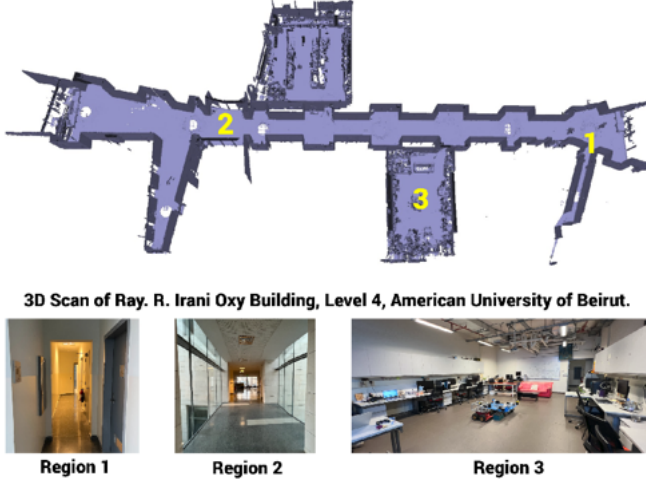 2
1
3
3D Scan of Ray. R. Irani Oxy Building, Level 4, American University of Beirut.
Region 1
Region 2
Region 3